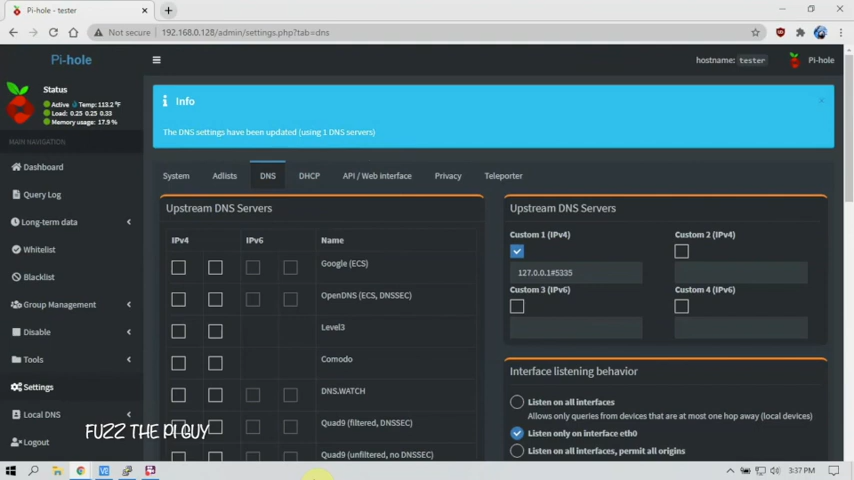 Pi-hole - tester
Not secure
192.168.0.128/admin/settings.php?tab=dns
Pi-hole
hostname: tester
Pi-hole
Status
Active Temp: 113.2 °F
Load: 0.25 0.25 0.33
Memory usage: 17.9 %
MAIN NAVIGATION
Dashboard
Query Log
Long-term data
Whitelist
Blacklist
Group Management
Disable
Tools
Settings
Local DNS
Logout
Info
The DNS settings have been updated (using 1 DNS servers)
System
Adlists
DNS
DHCP
API / Web interface
Privacy
Teleporter
Upstream DNS Servers
IPv4
IPv6
Name
Google (ECS)
OpenDNS (ECS, DNSSEC)
Level3
Comodo
DNS.WATCH
Quad9 (filtered, DNSSEC)
Quad9 (unfiltered, no DNSSEC)
Upstream DNS Servers
Custom 1 (IPv4)
Custom 2 (IPv4)
127.0.0.1#5335
Custom 3 (IPv6)
Custom 4 (IPv6)
Interface listening behavior
Listen on all interfaces
Allows only queries from devices that are at most one hop away (local devices)
Listen only on interface eth0
Listen on all interfaces, permit all origins
FUZZ THE PI GUY
3:37 PM